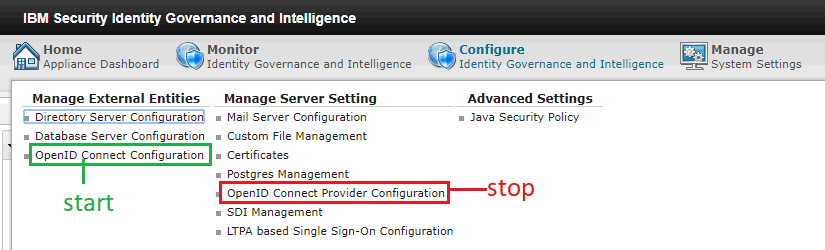 IBM Security Identity Governance and Intelligence
Home
Appliance Dashboard
Monitor
Identity Governance and Intelligence
Configure
Identity Governance and Intelligence
Manage
System Settings
Manage External Entities
Directory Server Configuration
Database Server Configuration
OpenID Connect Configuration
start
Manage Server Setting
Mail Server Configuration
Custom File Management
Certificates
Postgres Management
OpenID Connect Provider Configuration
stop
SDI Management
LTPA based Single Sign-On Configuration
Advanced Settings
Java Security Policy